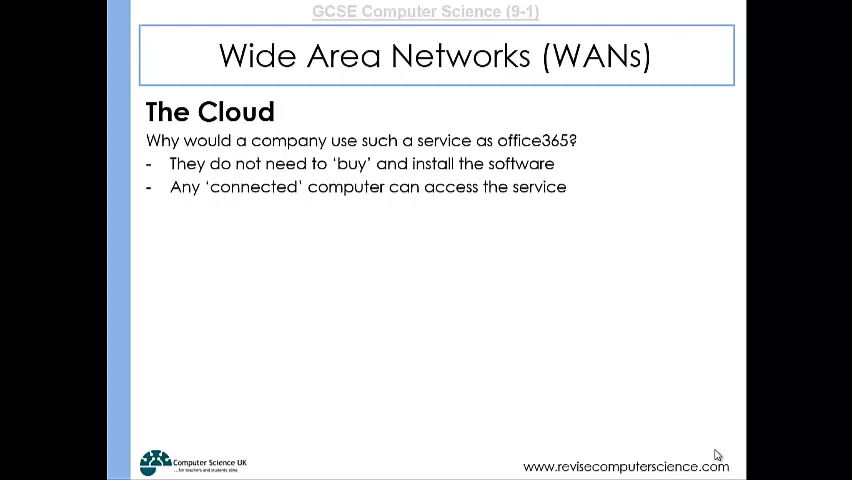 GCSE Computer Science (9-1)
Wide Area Networks (WANs)
The Cloud
Why would a company use such a service as office365?
- They do not need to ‘buy’ and install the software
- Any ‘connected’ computer can access the service
Computer Science UK
...for teachers and students alike
www.revisecomputerscience.com